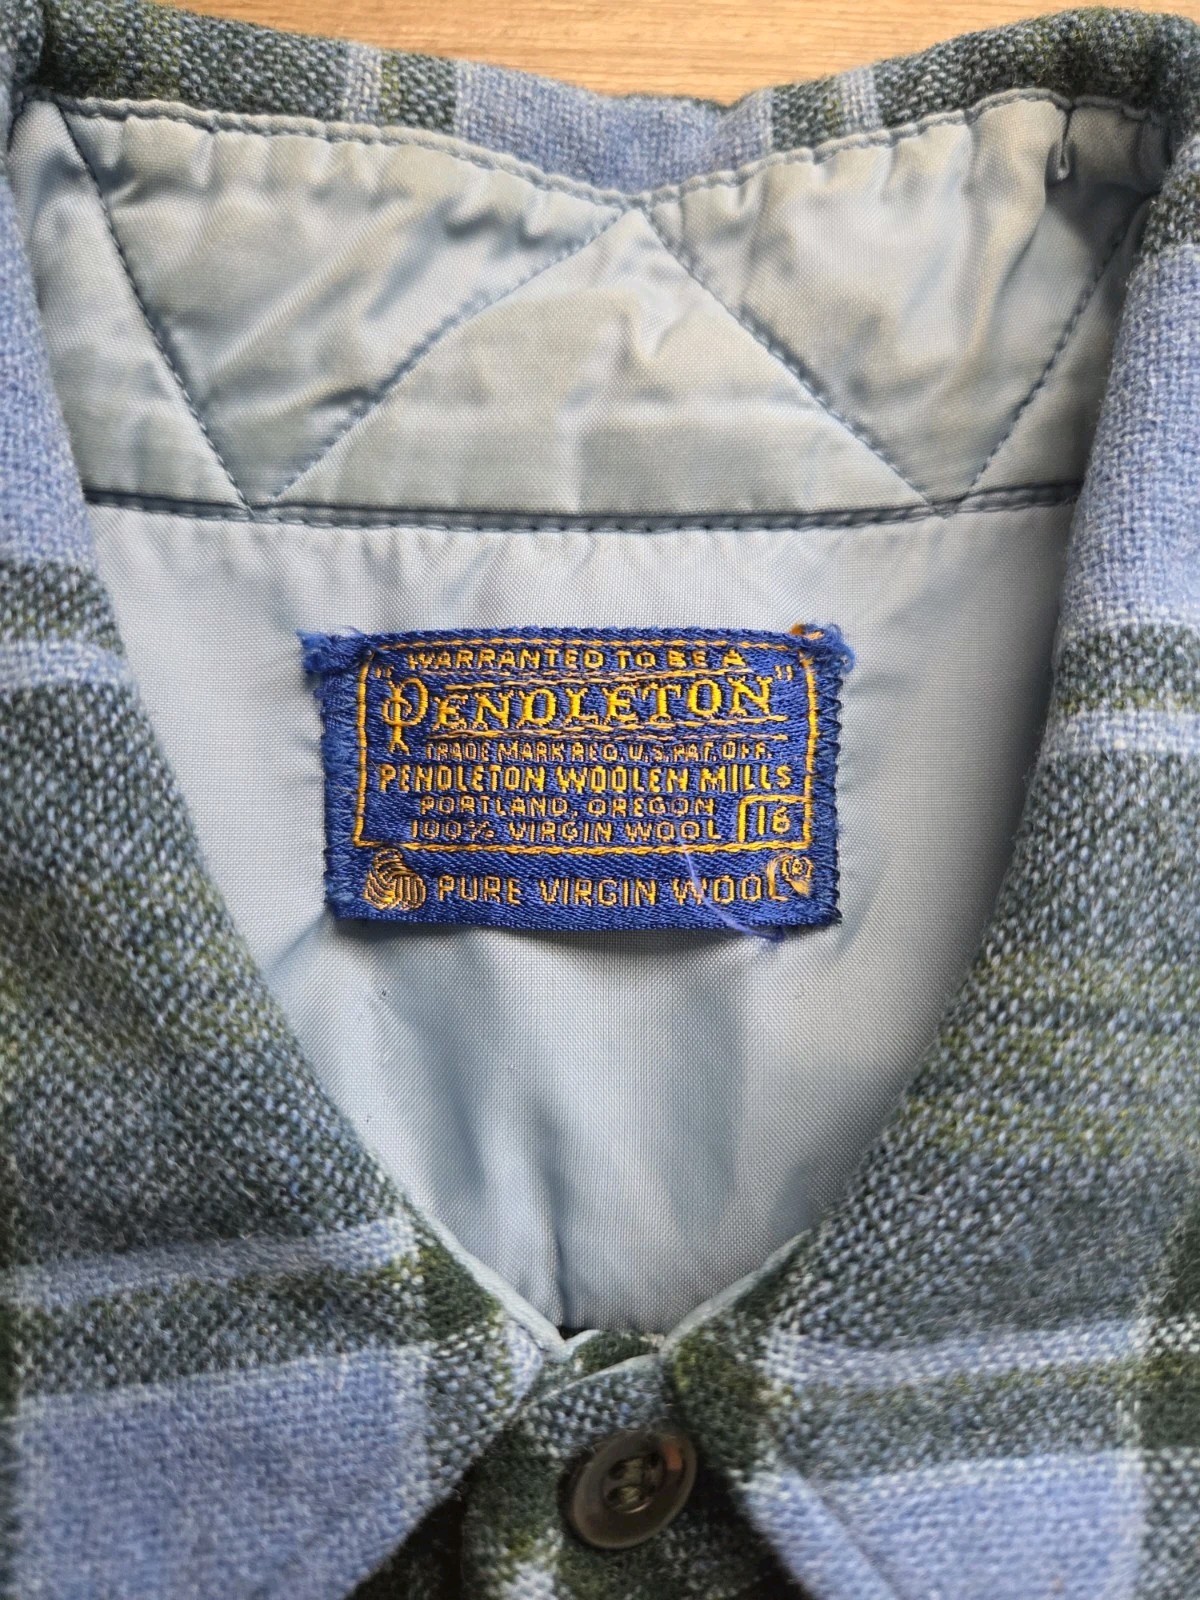 "WARRANTED TO BE A
PENDLETON"
TRADE MARK REG. U.S. PAT. OFF.
PENDLETON WOOLEN MILLS
PORTLAND, OREGON
100% VIRGIN WOOL 16
PURE VIRGIN WOOL ®